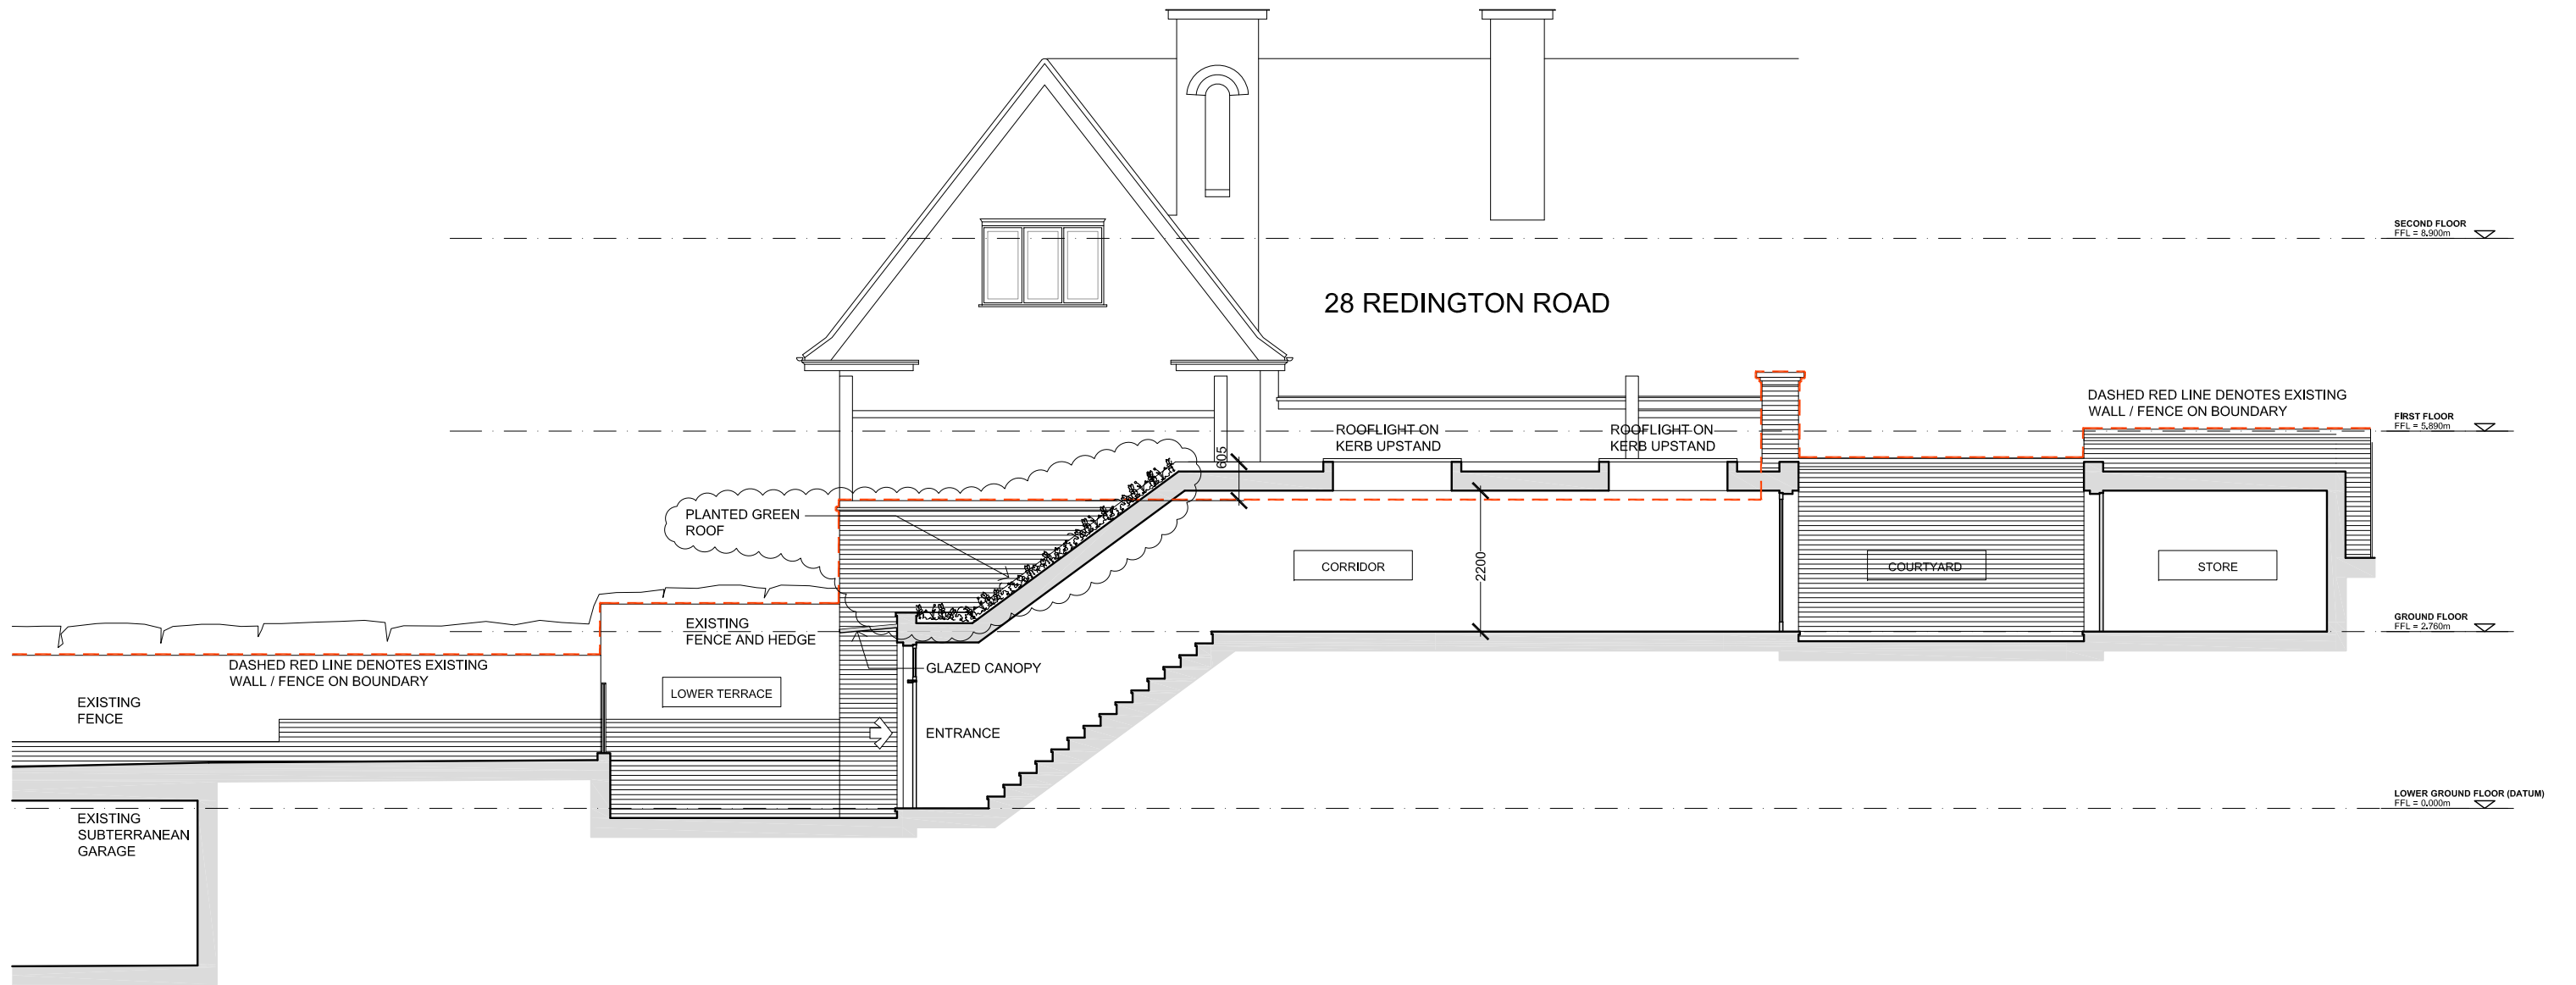 SECOND FLOOR
FFL = 8.900m
28 REDINGTON ROAD
DASHED RED LINE DENOTES EXISTING
WALL / FENCE ON BOUNDARY
FIRST FLOOR
FFL = 5.890m
ROOFLIGHT ON
KERB UPSTAND
ROOFLIGHT ON
KERB UPSTAND
605
PLANTED GREEN
ROOF
CORRIDOR
2200
COURTYARD
STORE
GROUND FLOOR
FFL = 2.760m
EXISTING
FENCE AND HEDGE
DASHED RED LINE DENOTES EXISTING
WALL / FENCE ON BOUNDARY
GLAZED CANOPY
LOWER TERRACE
EXISTING
FENCE
ENTRANCE
LOWER GROUND FLOOR (DATUM)
FFL = 0.000m
EXISTING
SUBTERRANEAN
GARAGE